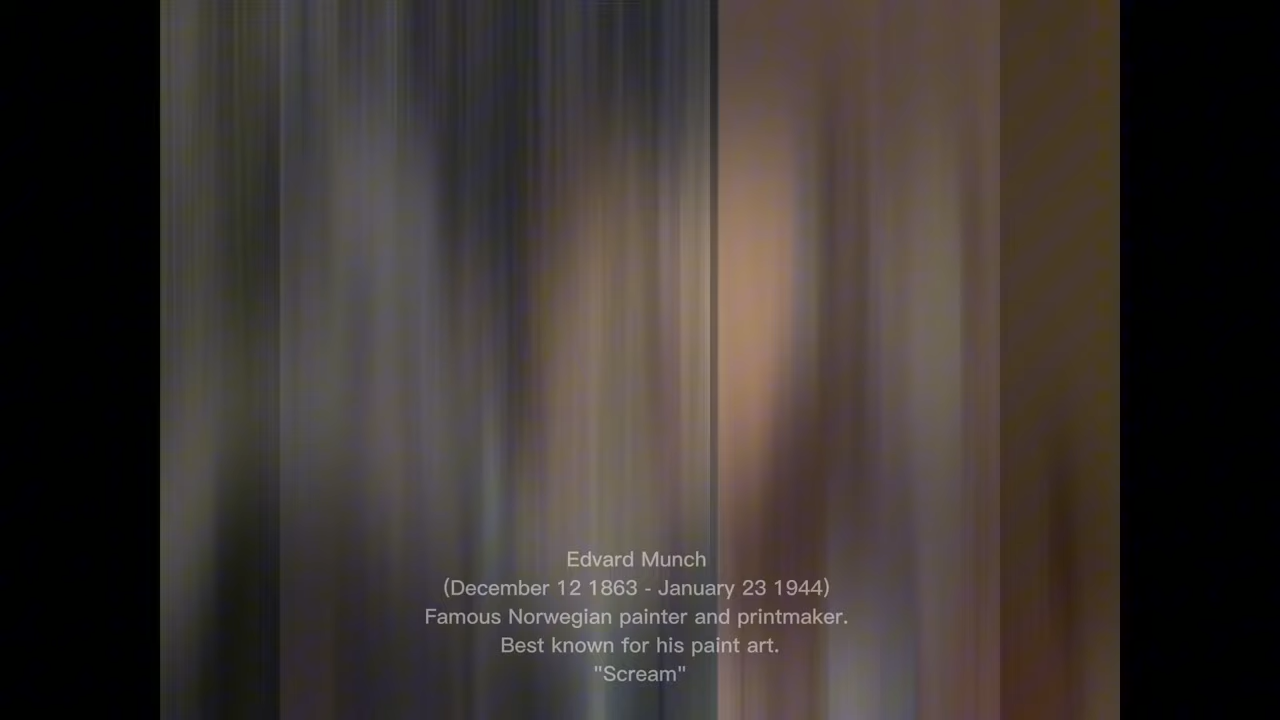 Edvard Munch
(December 12 1863 - January 23 1944)
Famous Norwegian painter and printmaker.
Best known for his paint art.
"Scream"